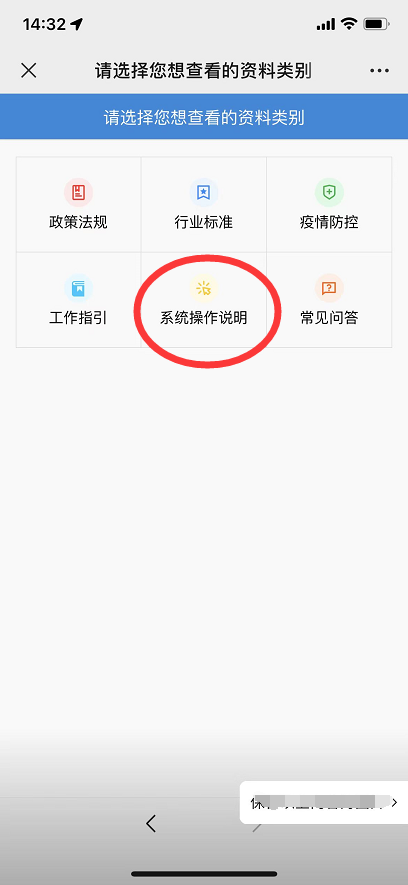 14:32
请选择您想查看的资料类别
请选择您想查看的资料类别
政策法规 行业标准 疫情防控
工作指引 系统操作说明 常见问答